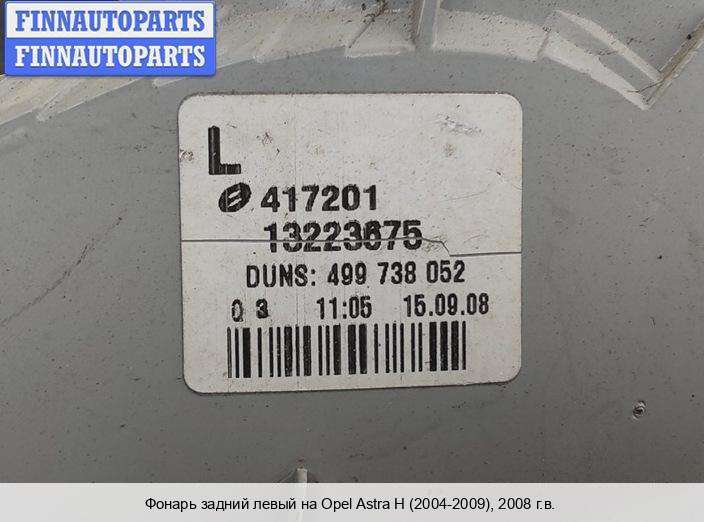 FINNAUTOPARTS
FINNAUTOPARTS
L
417201
13223675
DUNS: 499 738 052
0 3 11:05 15.09.08
Фонарь задний левый на Opel Astra H (2004-2009), 2008 г.в.